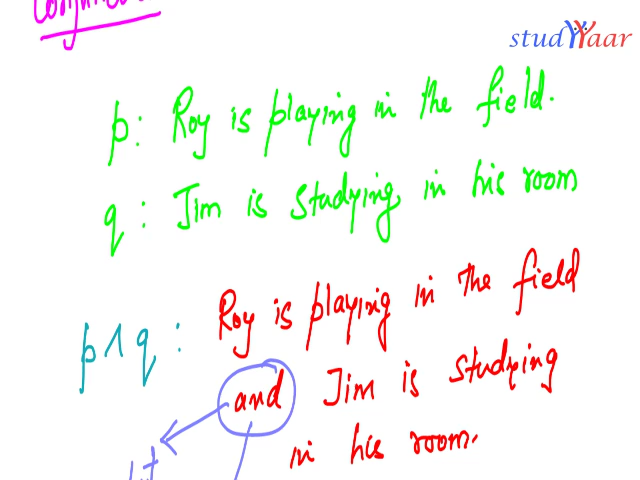 studYYaar
p: Roy is playing in the field.
q: Jim is studying in his room
p∧q: Roy is playing in the field
and Jim is studying
in his room.